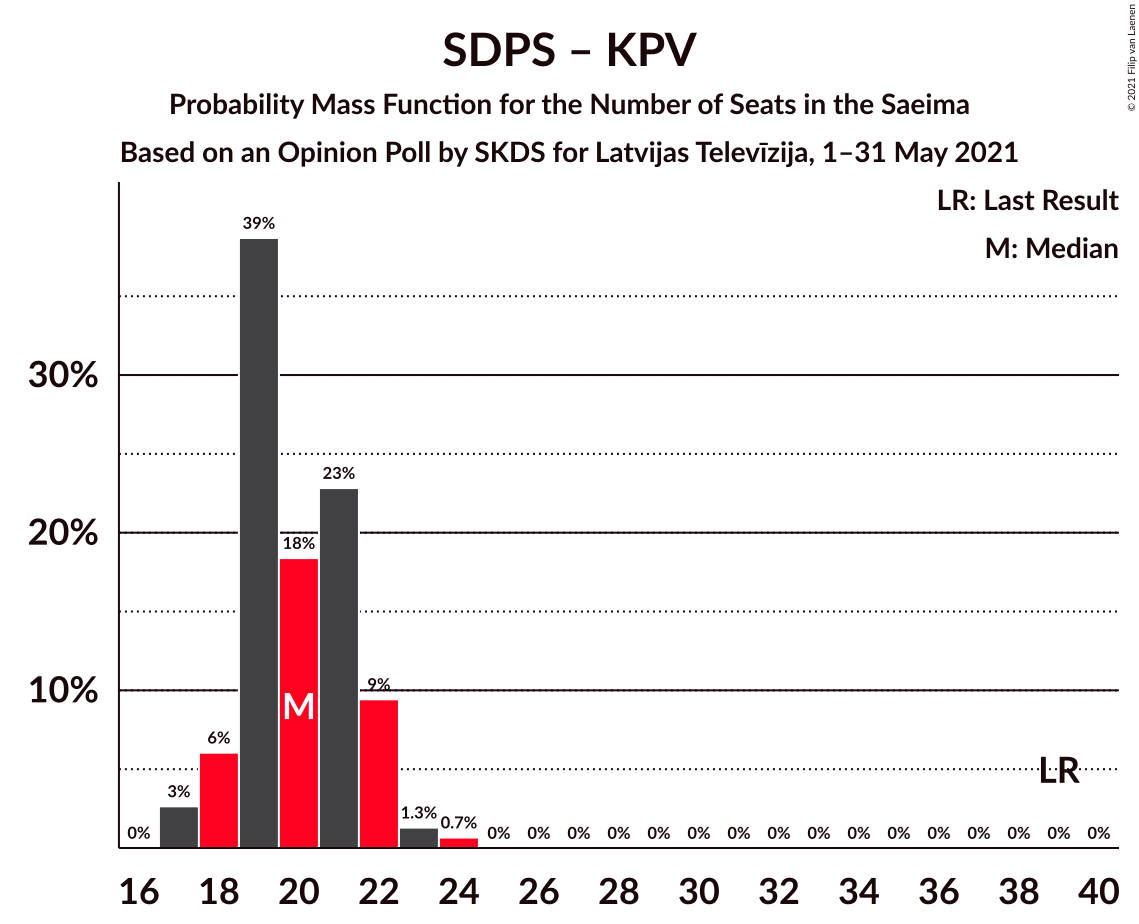 SDPS – KPV
Probability Mass Function for the Number of Seats in the Saeima
Based on an Opinion Poll by SKDS for Latvijas Televīzija, 1–31 May 2021
© 2021 Filip van Laenen
LR: Last Result
M: Median
39%
30%
23%
20%
18%
10%
9%
M
6%
LR
3%
1.3%
0.7%
0% 0% 0% 0% 0% 0% 0% 0% 0% 0% 0% 0% 0% 0% 0% 0% 0%
16 18 20 22 24 26 28 30 32 34 36 38 40